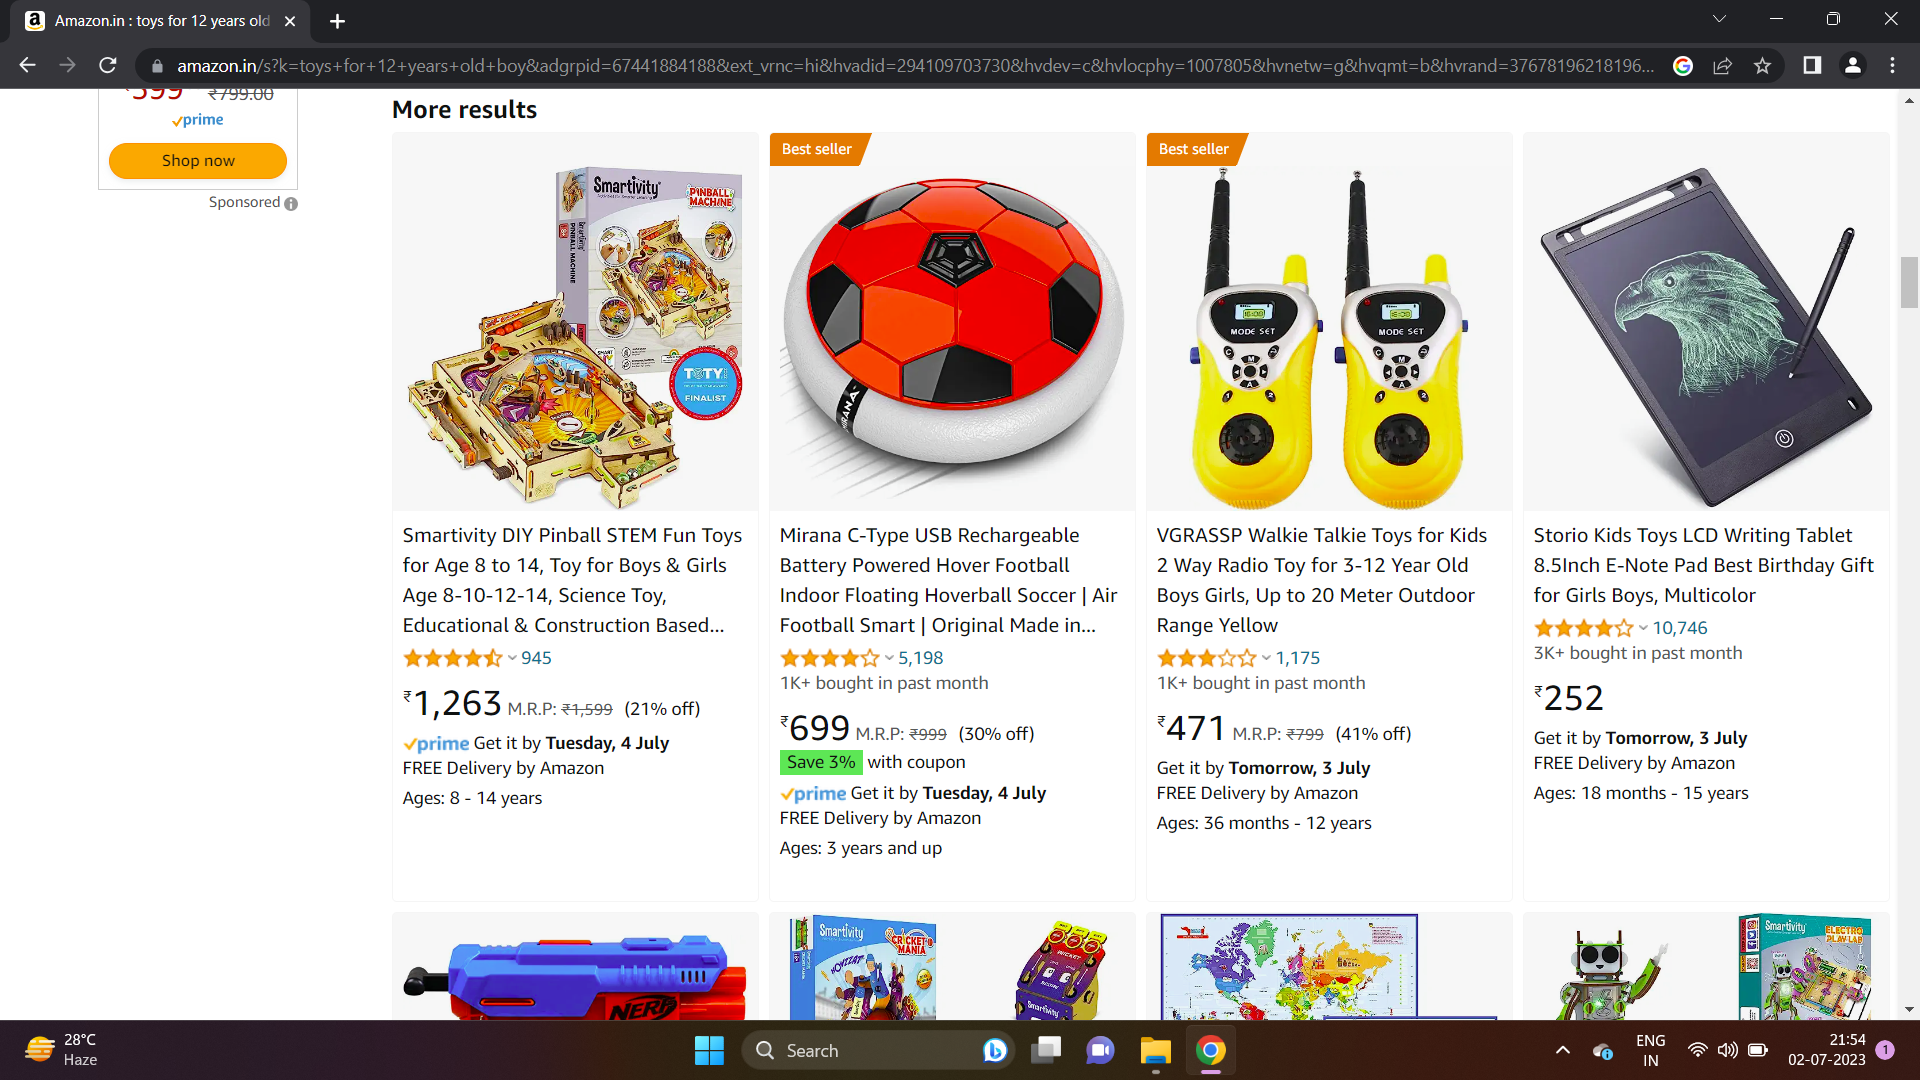 Amazon.in : toys for 12 years old
amazon.in/s?k=toys+for+12+years+old+boy&adgrpid=67441884188&ext_vrnc=hi&hvadid=294109703730&hvdev=c&hvlocphy=1007805&hvnetw=g&hvqmt=b&hvrand=37678196218196...
₹599 ₹799.00
prime
Shop now
Sponsored
More results
Smartivity
PINBALL MACHINE
PINBALL MACHINE
TOTY
FINALIST
Best seller
MIRANA
Best seller
MODE SET
MODE SET
Smartivity DIY Pinball STEM Fun Toys
for Age 8 to 14, Toy for Boys & Girls
Age 8-10-12-14, Science Toy,
Educational & Construction Based...
945
₹1,263 M.R.P: ₹1,599 (21% off)
prime Get it by Tuesday, 4 July
FREE Delivery by Amazon
Ages: 8 - 14 years
Mirana C-Type USB Rechargeable
Battery Powered Hover Football
Indoor Floating Hoverball Soccer | Air
Football Smart | Original Made in...
5,198
1K+ bought in past month
₹699 M.R.P: ₹999 (30% off)
Save 3% with coupon
prime Get it by Tuesday, 4 July
FREE Delivery by Amazon
Ages: 3 years and up
VGRASSP Walkie Talkie Toys for Kids
2 Way Radio Toy for 3-12 Year Old
Boys Girls, Up to 20 Meter Outdoor
Range Yellow
1,175
1K+ bought in past month
₹471 M.R.P: ₹799 (41% off)
Get it by Tomorrow, 3 July
FREE Delivery by Amazon
Ages: 36 months - 12 years
Storio Kids Toys LCD Writing Tablet
8.5Inch E-Note Pad Best Birthday Gift
for Girls Boys, Multicolor
10,746
3K+ bought in past month
₹252
Get it by Tomorrow, 3 July
FREE Delivery by Amazon
Ages: 18 months - 15 years
NERF
Smartivity
CRICKET MANIA
HOWZZAT
Smartivity
Smartivity
ELECTRO PLAY LAB
28°C
Haze
Search
ENG
IN
21:54
02-07-2023
1